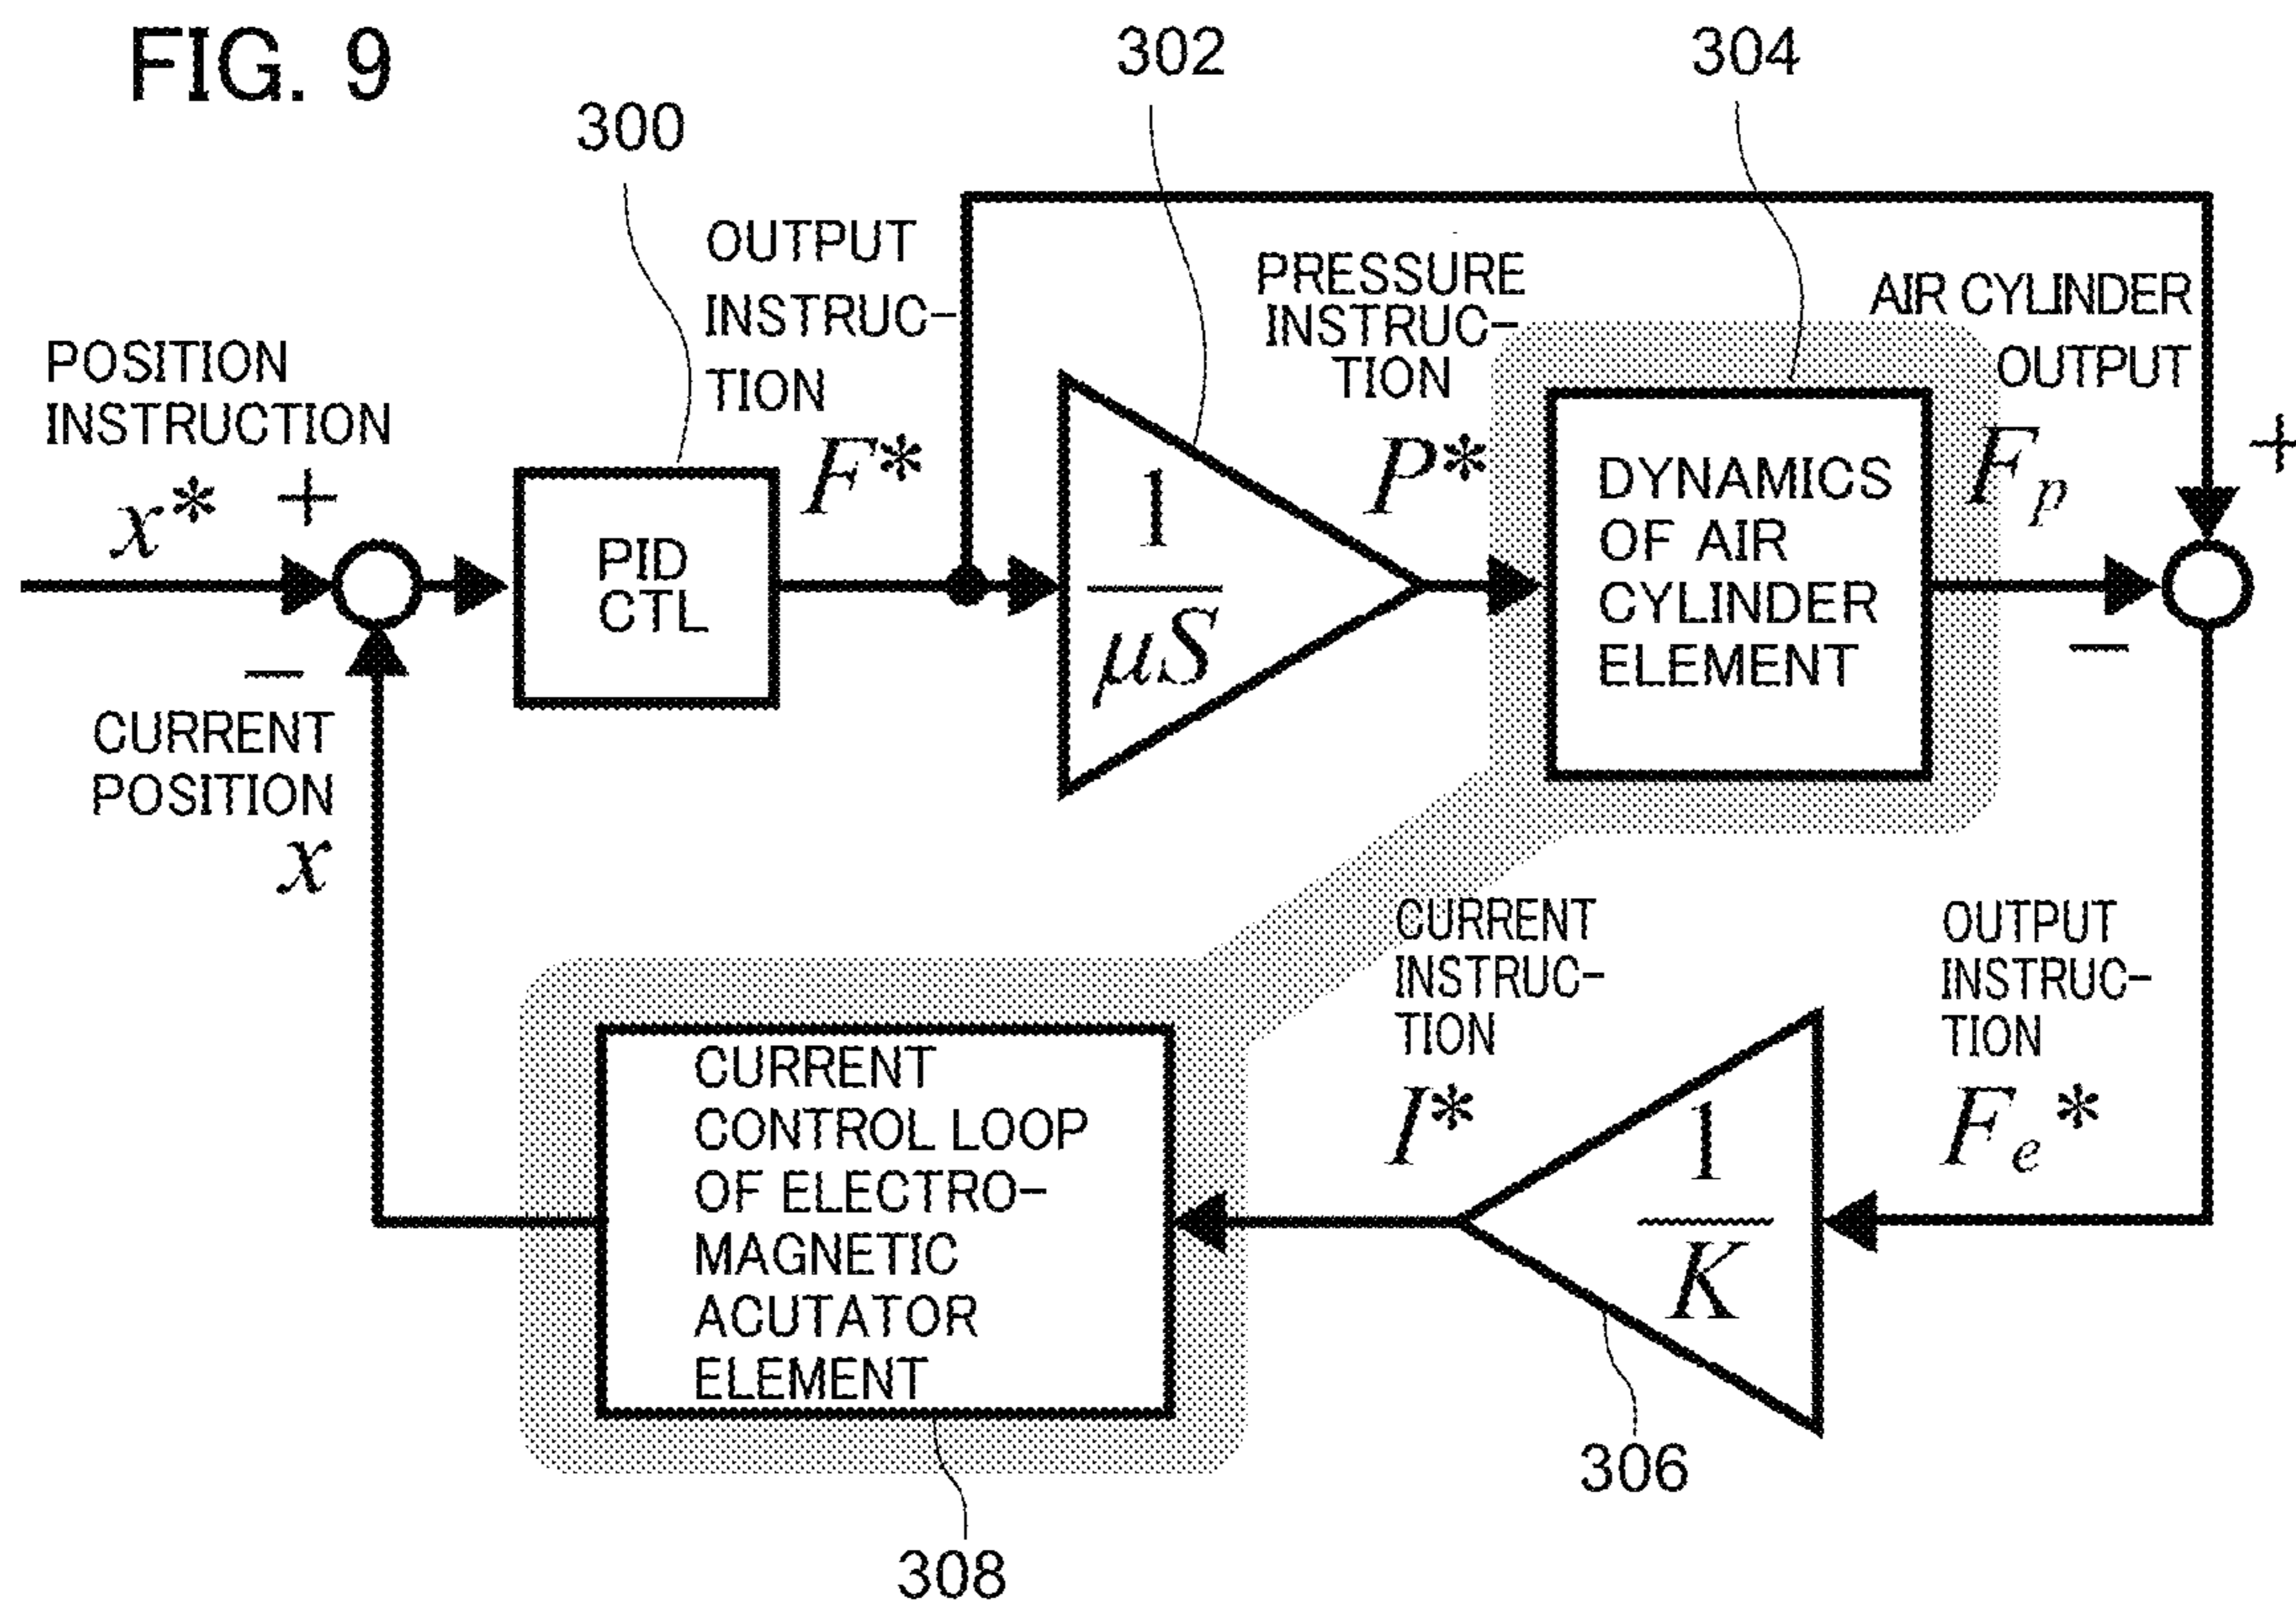 FIG. 9
300
302
304
POSITION
INSTRUCTION
x*
+
−
CURRENT
POSITION
x
PID
CTL
OUTPUT
INSTRUC-
TION
F*
1
μS
PRESSURE
INSTRUC-
TION
P*
DYNAMICS
OF AIR
CYLINDER
ELEMENT
AIR CYLINDER
OUTPUT
Fp
+
−
OUTPUT
INSTRUC-
TION
Fe*
1
K
306
CURRENT
INSTRUC-
TION
I*
CURRENT
CONTROL LOOP
OF ELECTRO-
MAGNETIC
ACUTATOR
ELEMENT
308